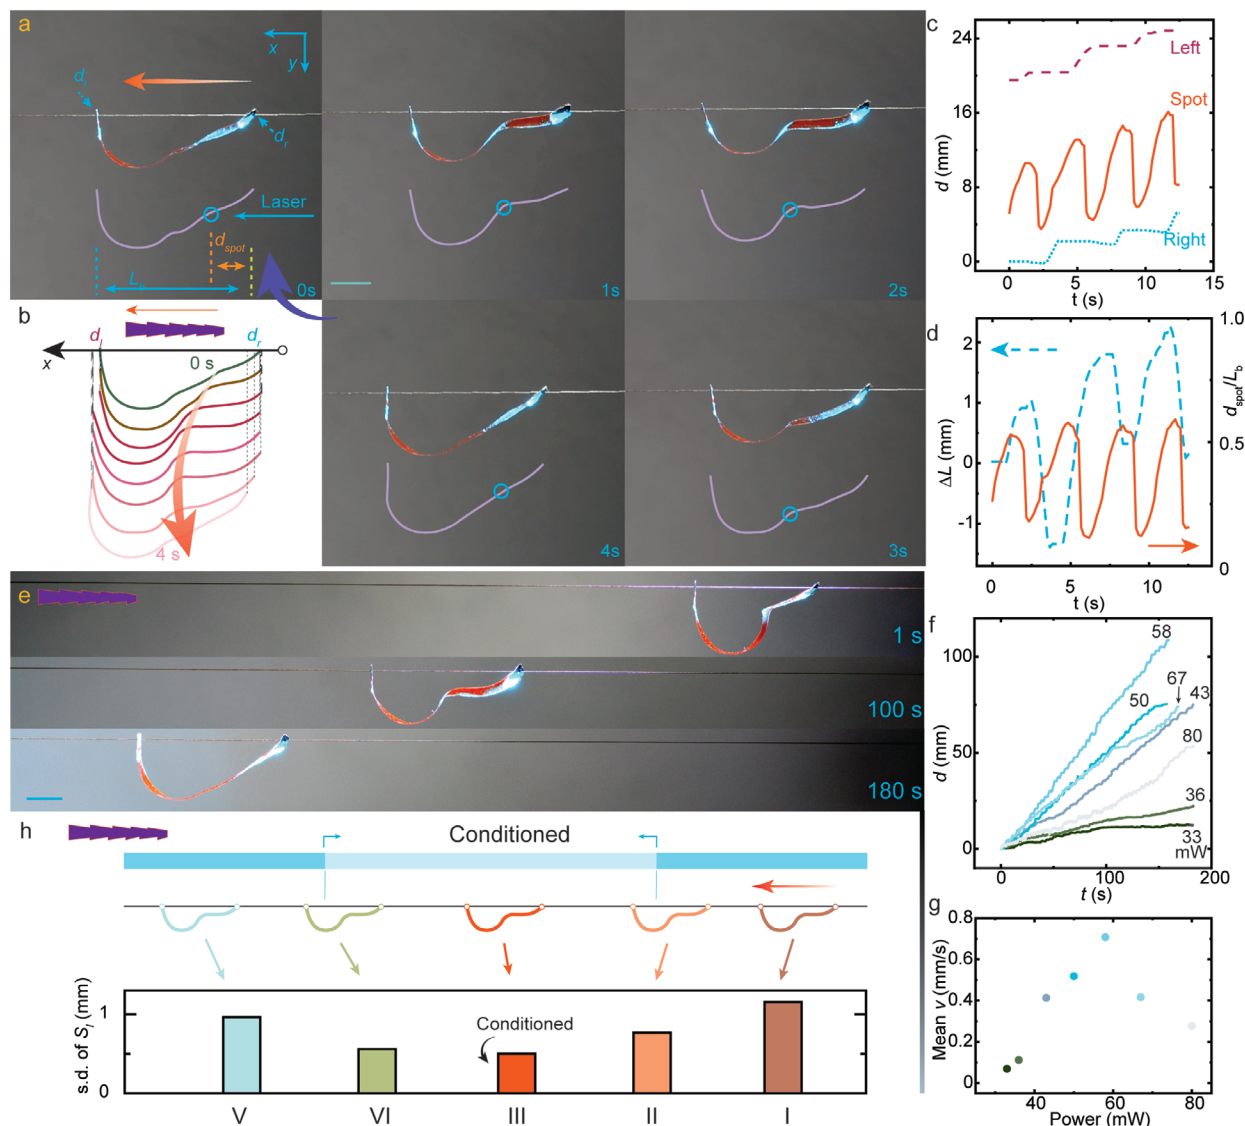 a
x
y
d_l
d_r
Laser
d_spot
0s
1s
2s
4s
3s
b
d_l
d_r
x
0 s
4 s
c
24
16
8
0
d (mm)
Left
Spot
Right
0
5
10
15
t (s)
d
2
1
0
-1
ΔL (mm)
1.0
0.5
0
d_spot/L_b
0
5
10
t (s)
e
1 s
100 s
180 s
f
100
50
0
d (mm)
58
67
50
43
80
36
33
mW
0
100
200
t (s)
g
0.8
0.6
0.4
0.2
0
Mean v (mm/s)
40
60
80
Power (mW)
h
Conditioned
1
0
s.d. of S_l (mm)
Conditioned
V
VI
III
II
I